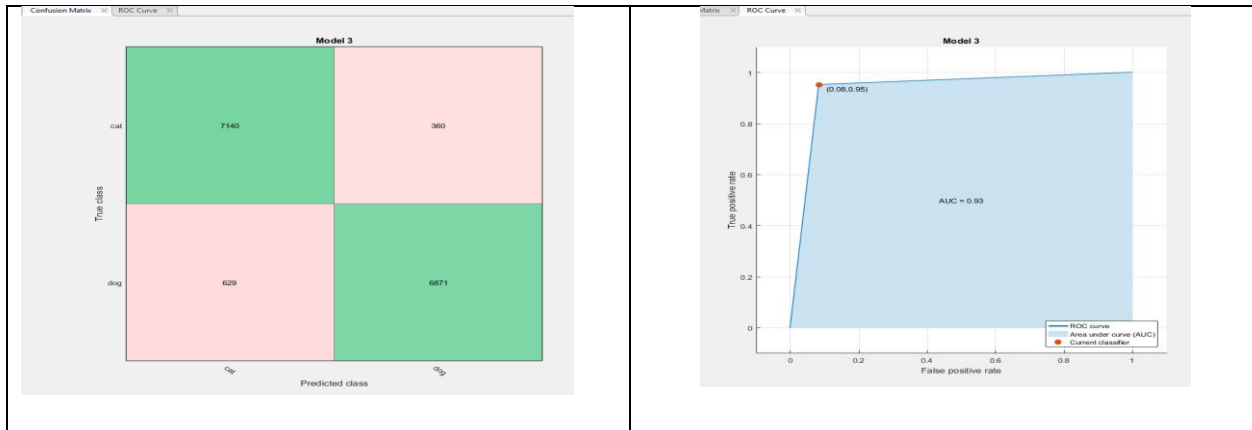 Confusion Matrix
ROC Curve
Model 3
cat
7140
360
True class
dog
629
6871
cat
dog
Predicted class
Matrix
ROC Curve
Model 3
1
(0.08,0.95)
0.8
0.6
True positive rate
AUC = 0.93
0.4
0.2
ROC curve
Area under curve (AUC)
Current classifier
0
0
0.2
0.4
0.6
0.8
1
False positive rate